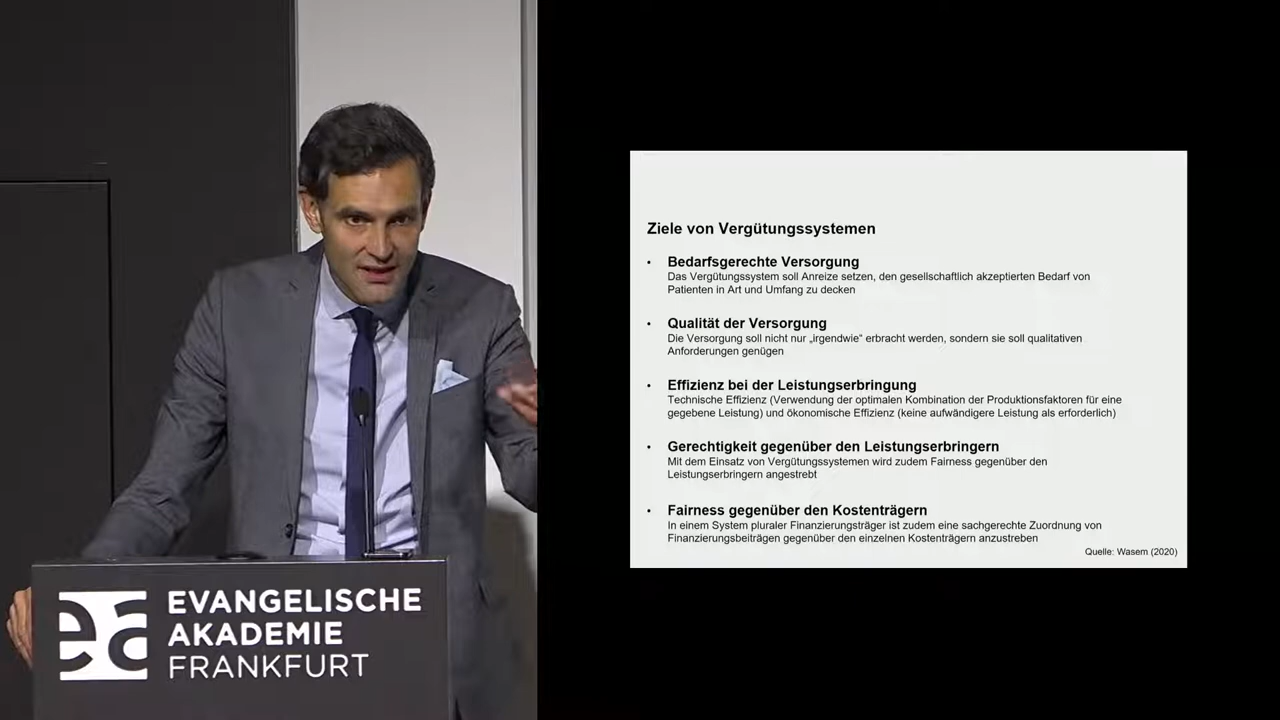 EVANGELISCHE
AKADEMIE
FRANKFURT
ea
Ziele von Vergütungssystemen
• Bedarfsgerechte Versorgung
Das Vergütungssystem soll Anreize setzen, den gesellschaftlich akzeptierten Bedarf von
Patienten in Art und Umfang zu decken
• Qualität der Versorgung
Die Versorgung soll nicht nur „irgendwie“ erbracht werden, sondern sie soll qualitativen
Anforderungen genügen
• Effizienz bei der Leistungserbringung
Technische Effizienz (Verwendung der optimalen Kombination der Produktionsfaktoren für eine
gegebene Leistung) und ökonomische Effizienz (keine aufwändigere Leistung als erforderlich)
• Gerechtigkeit gegenüber den Leistungserbringern
Mit dem Einsatz von Vergütungssystemen wird zudem Fairness gegenüber den
Leistungserbringern angestrebt
• Fairness gegenüber den Kostenträgern
In einem System pluraler Finanzierungsträger ist zudem eine sachgerechte Zuordnung von
Finanzierungsbeiträgen gegenüber den einzelnen Kostenträgern anzustreben
Quelle: Wasem (2020)